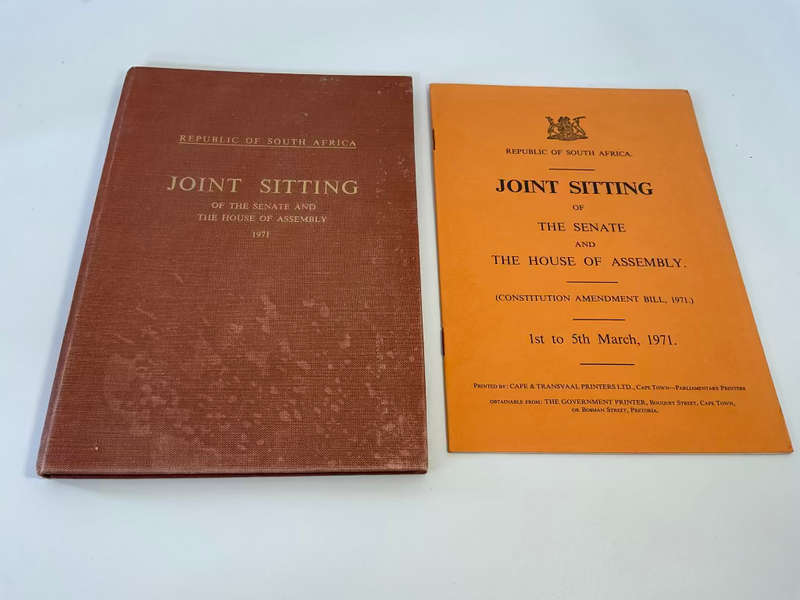 REPUBLIC OF SOUTH AFRICA
JOINT SITTING
OF THE SENATE AND
THE HOUSE OF ASSEMBLY
1971
REPUBLIC OF SOUTH AFRICA.
JOINT SITTING
OF
THE SENATE
AND
THE HOUSE OF ASSEMBLY.
(CONSTITUTION AMENDMENT BILL, 1971.)
1st to 5th March, 1971.
PRINTED BY: CAPE & TRANSVAAL PRINTERS LTD., CAPE TOWN—PARLIAMENTARY PRINTERS
OBTAINABLE FROM: THE GOVERNMENT PRINTER, BOUQUET STREET, CAPE TOWN,
OR BOSMAN STREET, PRETORIA.